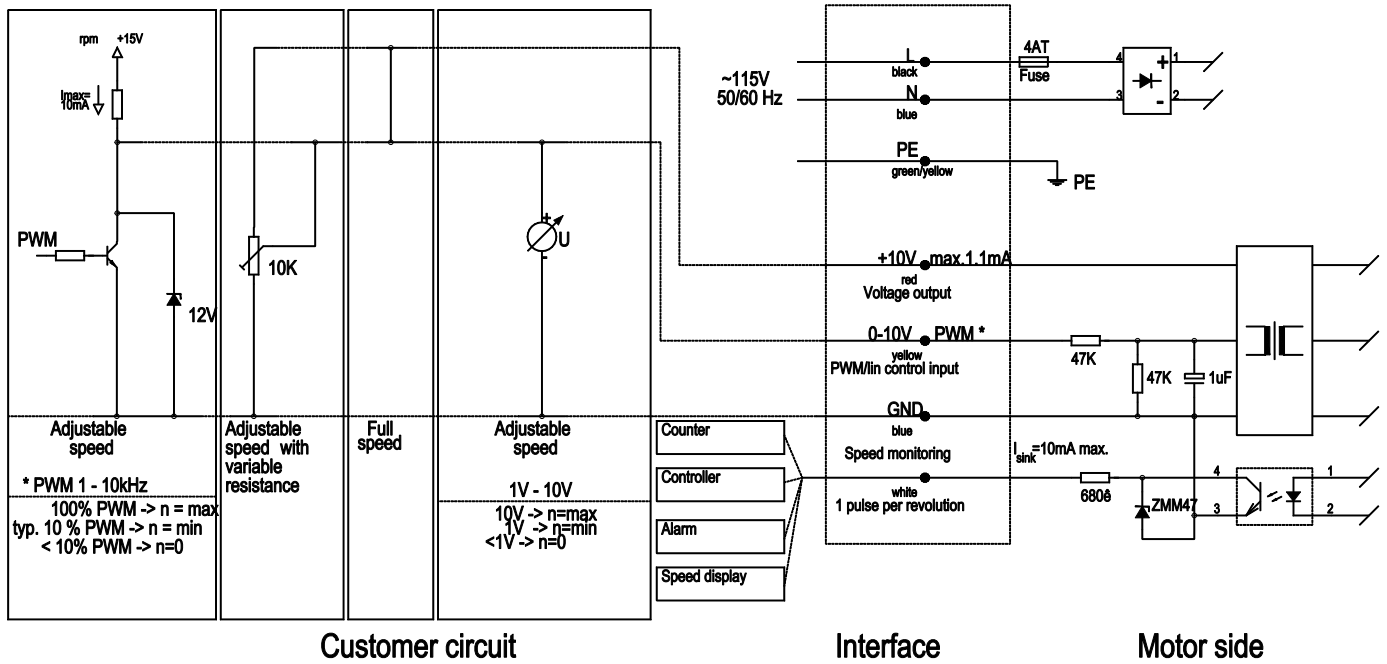 rpm +15V
Imax=
10mA
PWM
12V
10K
U
+
-
Adjustable
speed
* PWM 1 - 10kHz
100% PWM -> n = max
typ. 10 % PWM -> n = min
< 10% PWM -> n=0
Adjustable
speed with
variable
resistance
Full
speed
Adjustable
speed
1V - 10V
10V -> n=max
1V -> n=min
<1V -> n=0
Counter
Controller
Alarm
Speed display
~115V
50/60 Hz
L
black
N
blue
PE
green/yellow
PE
4AT
Fuse
4
3
+
-
1
2
+10V max.1.1mA
red
Voltage output
0-10V PWM *
yellow
PWM/lin control input
GND
blue
Speed monitoring
white
1 pulse per revolution
47K
47K
1uF
Isink=10mA max.
680ê
ZMM47
4
3
1
2
Customer circuit
Interface
Motor side